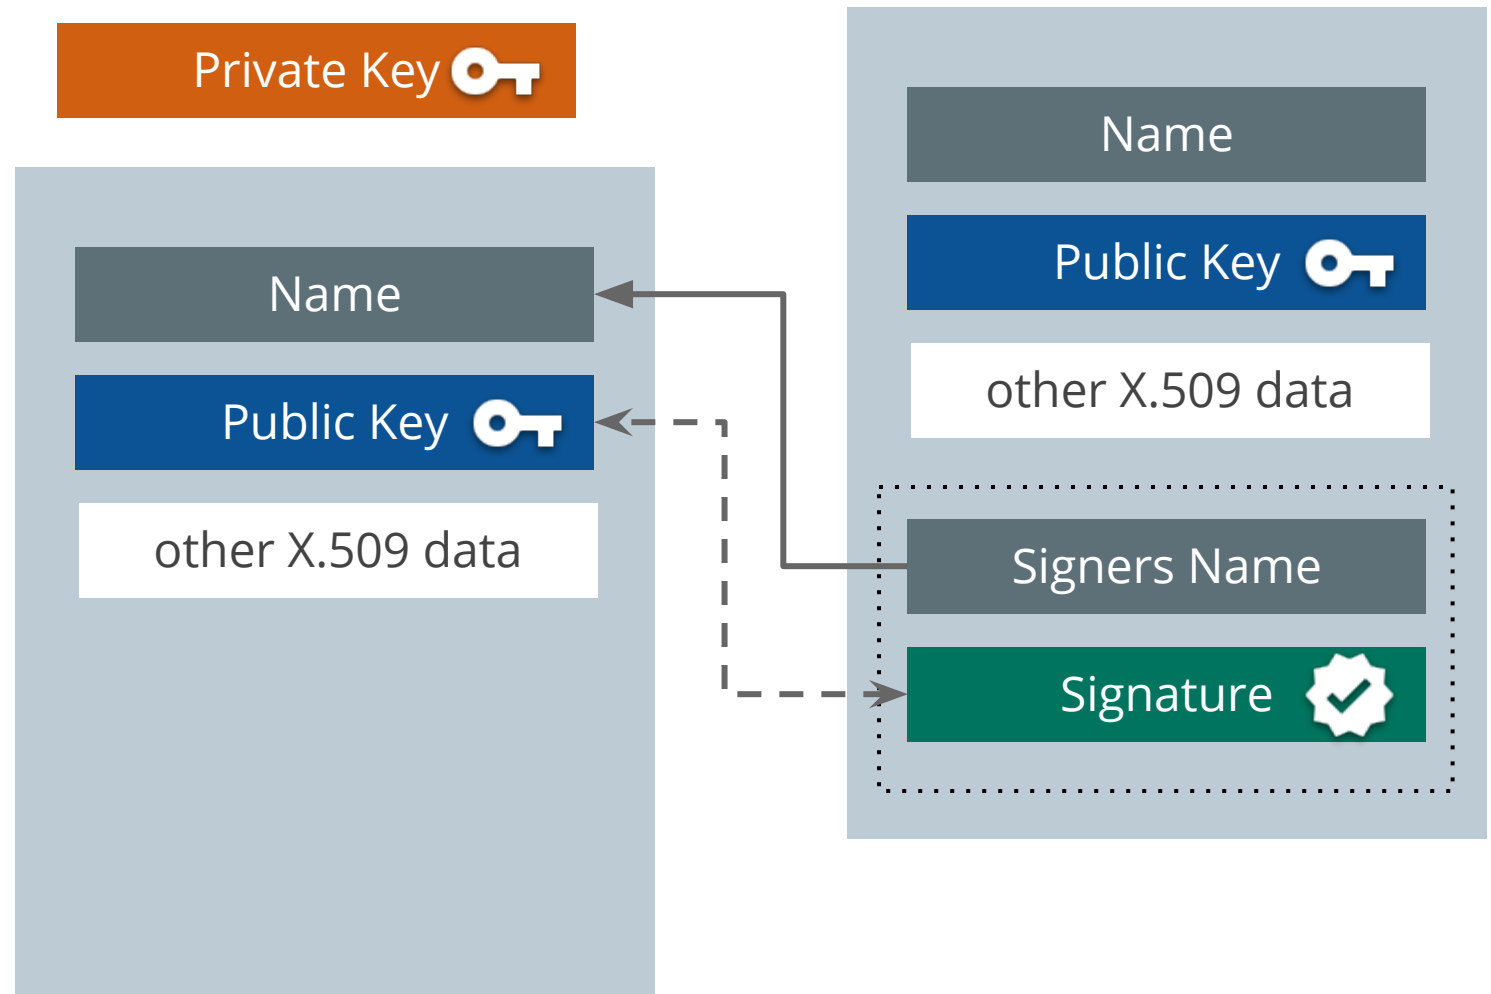 Private Key
Name
Public Key
other X.509 data
Name
Public Key
other X.509 data
Signers Name
Signature